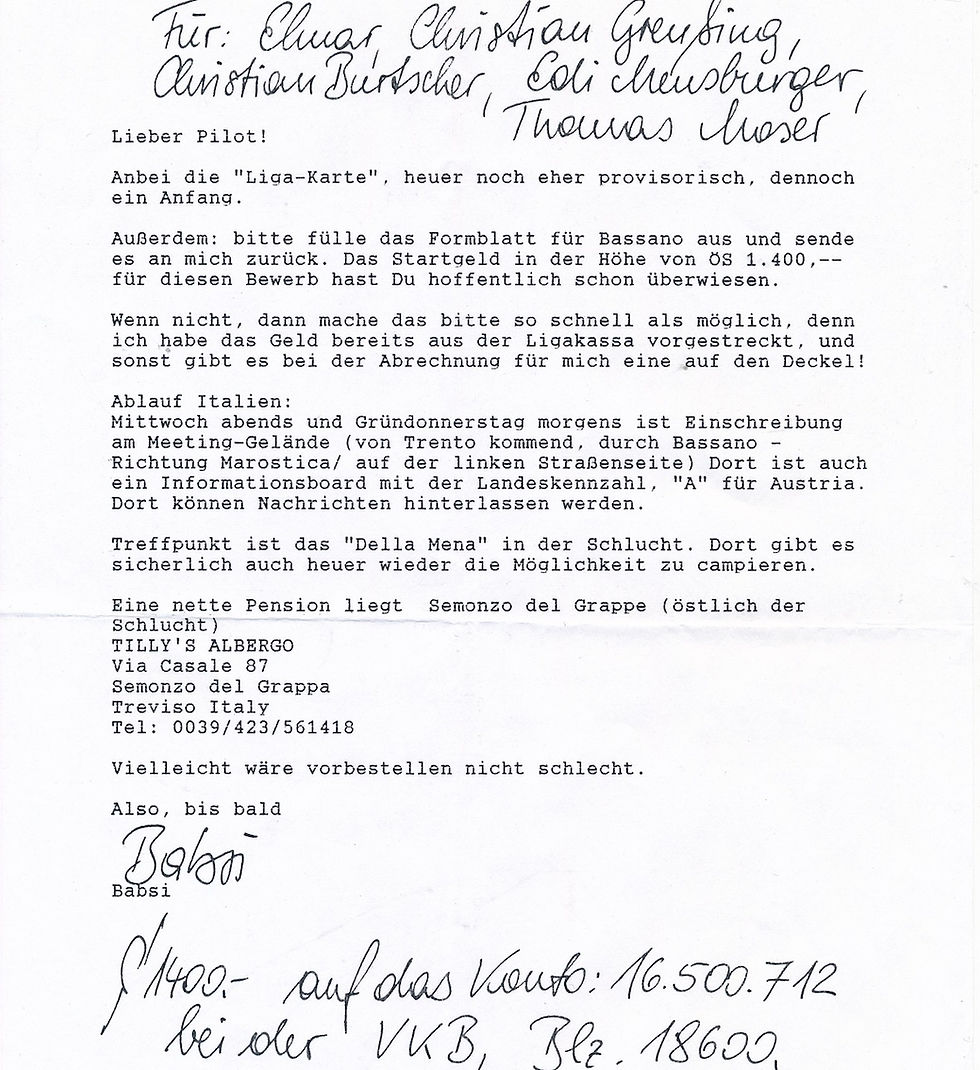 Für: Elmar, Christian Greußing,
Christian Burtscher, Edi Mensburger,
Thomas Moser
Lieber Pilot!
Anbei die "Liga-Karte", heuer noch eher provisorisch, dennoch
ein Anfang.
Außerdem: bitte fülle das Formblatt für Bassano aus und sende
es an mich zurück. Das Startgeld in der Höhe von ÖS 1.400,--
für diesen Bewerb hast Du hoffentlich schon überwiesen.
Wenn nicht, dann mache das bitte so schnell als möglich, denn
ich habe das Geld bereits aus der Ligakassa vorgestreckt, und
sonst gibt es bei der Abrechnung für mich eine auf den Deckel!
Ablauf Italien:
Mittwoch abends und Gründonnerstag morgens ist Einschreibung
am Meeting-Gelände (von Trento kommend, durch Bassano -
Richtung Marostica/ auf der linken Straßenseite) Dort ist auch
ein Informationsboard mit der Landeskennzahl, "A" für Austria.
Dort können Nachrichten hinterlassen werden.
Treffpunkt ist das "Della Mena" in der Schlucht. Dort gibt es
sicherlich auch heuer wieder die Möglichkeit zu campieren.
Eine nette Pension liegt  Semonzo del Grappe (östlich der
Schlucht)
TILLY'S ALBERGO
Via Casale 87
Semonzo del Grappa
Treviso Italy
Tel: 0039/423/561418
Vielleicht wäre vorbestellen nicht schlecht.
Also, bis bald
Babsi
Babsi
S 1400.- auf das Konto: 16.500.712
bei der VKB, Blz. 18600.